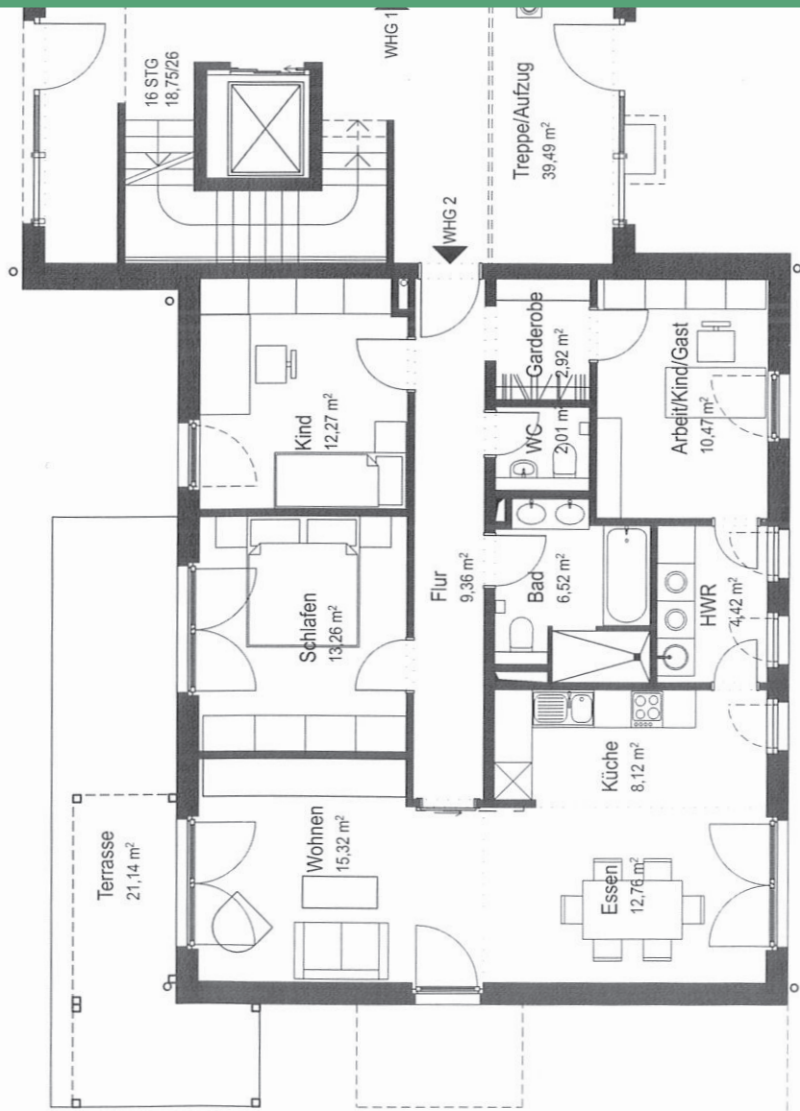 16 STG
18,75/26
WHG 1
Treppe/Aufzug
39,49 m²
WHG 2
Kind
12,27 m²
Garderobe
2,92 m²
WC
2,01 m²
Arbeit/Kind/Gast
10,47 m²
Schlafen
13,26 m²
Flur
9,36 m²
Bad
6,52 m²
HWR
4,42 m²
Terrasse
21,14 m²
Wohnen
15,32 m²
Küche
8,12 m²
Essen
12,76 m²